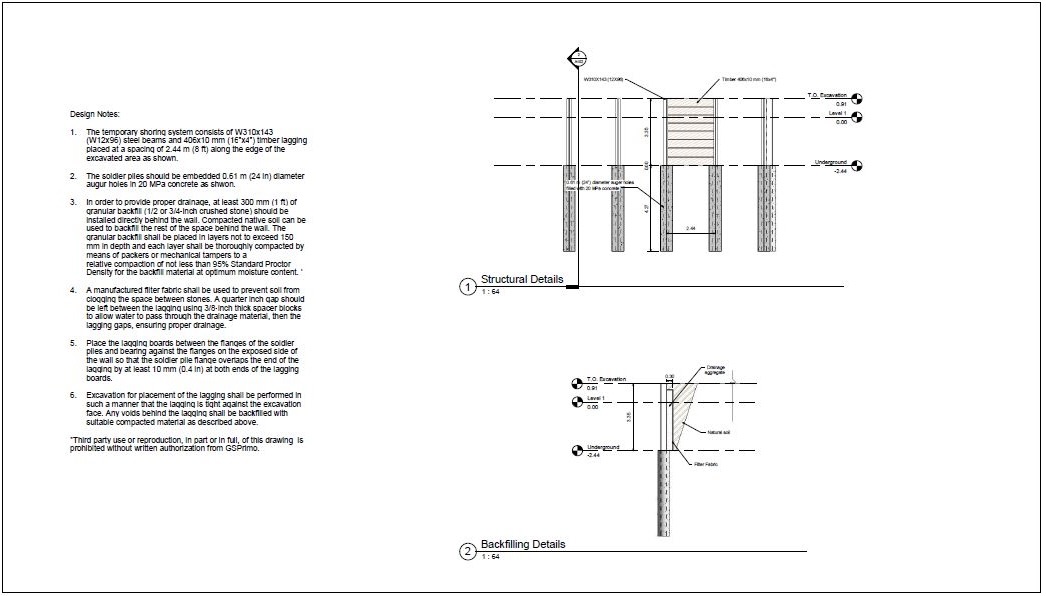 Design Notes:
1. The temporary shoring system consists of W310x143
(W12x96) steel beams and 406x10 mm (16"x4") timber lagging
placed at a spacing of 2.44 m (8 ft) along the edge of the
excavated area as shown.
2. The soldier piles should be embedded 0.61 m (24 in) diameter
augur holes in 20 MPa concrete as shwon.
3. In order to provide proper drainage, at least 300 mm (1 ft) of
granular backfill (1/2 or 3/4-inch crushed stone) should be
installed directly behind the wall. Compacted native soil can be
used to backfill the rest of the space behind the wall. The
granular backfill shall be placed in layers not to exceed 150
mm in depth and each layer shall be thoroughly compacted by
means of packers or mechanical tampers to a
relative compaction of not less than 95% Standard Proctor
Density for the backfill material at optimum moisture content. '
4. A manufactured filter fabric shall be used to prevent soil from
clogging the space between stones. A quarter inch gap should
be left between the lagging using 3/8-inch thick spacer blocks
to allow water to pass through the drainage material, then the
lagging gaps, ensuring proper drainage.
5. Place the lagging boards between the flanges of the soldier
piles and bearing against the flanges on the exposed side of
the wall so that the soldier pile flange overlaps the end of the
lagging by at least 10 mm (0.4 in) at both ends of the lagging
boards.
6. Excavation for placement of the lagging shall be performed in
such a manner that the lagging is tight against the excavation
face. Any voids behind the lagging shall be backfilled with
suitable compacted material as described above.
"Third party use or reproduction, in part or in full, of this drawing is
prohibited without written authorization from GSPrimo.
W310X143 (12X96)
Timber 406x10 mm (16x4")
T.O. Excavation
0.91
Level 1
0.00
Underground
-2.44
3.35
0.61 m (24") diameter auger holes
filled with 20 MPa concrete
2.44
1 Structural Details
1 : 64
T.O. Excavation
0.91
Level 1
0.00
Underground
-2.44
0.30
3.35
Drainage
aggregate
Natural soil
Filter Fabric
2 Backfilling Details
1 : 64